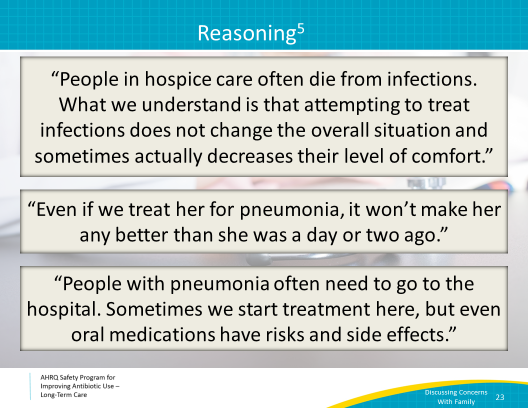 Reasoning5
“People in hospice care often die from infections.
What we understand is that attempting to treat
infections does not change the overall situation and
sometimes actually decreases their level of comfort.”
“Even if we treat her for pneumonia, it won’t make her
any better than she was a day or two ago.”
“People with pneumonia often need to go to the
hospital. Sometimes we start treatment here, but even
oral medications have risks and side effects.”
AHRQ Safety Program for
Improving Antibiotic Use –
Long-Term Care
Discussing Concerns
With Family
23